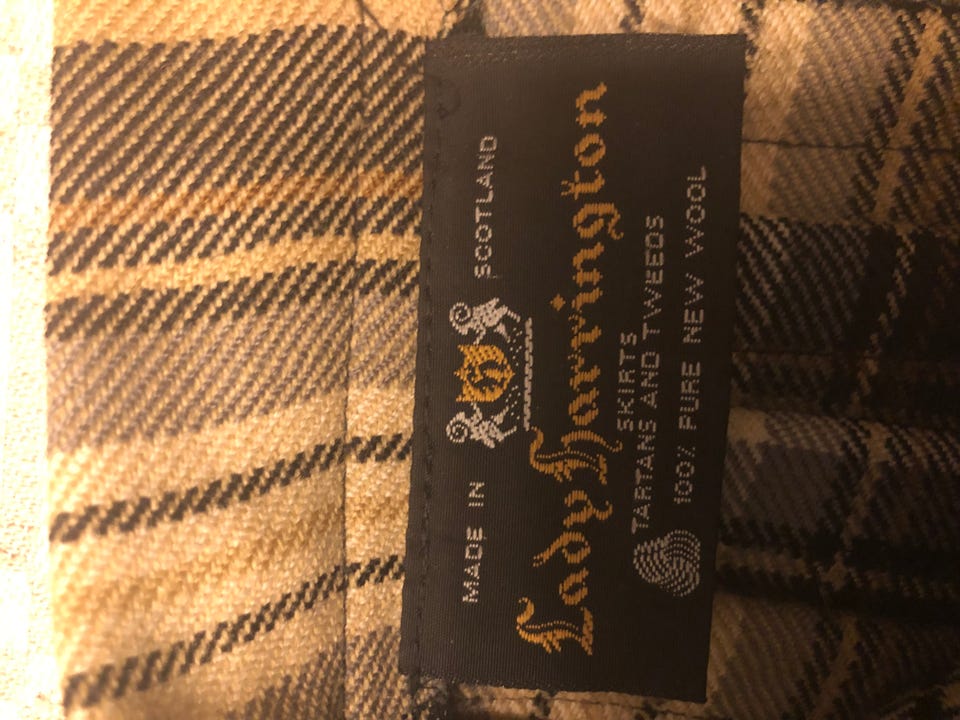 MADE IN SCOTLAND
Lady Harrington
SKIRTS
TARTANS AND TWEEDS
100% PURE NEW WOOL